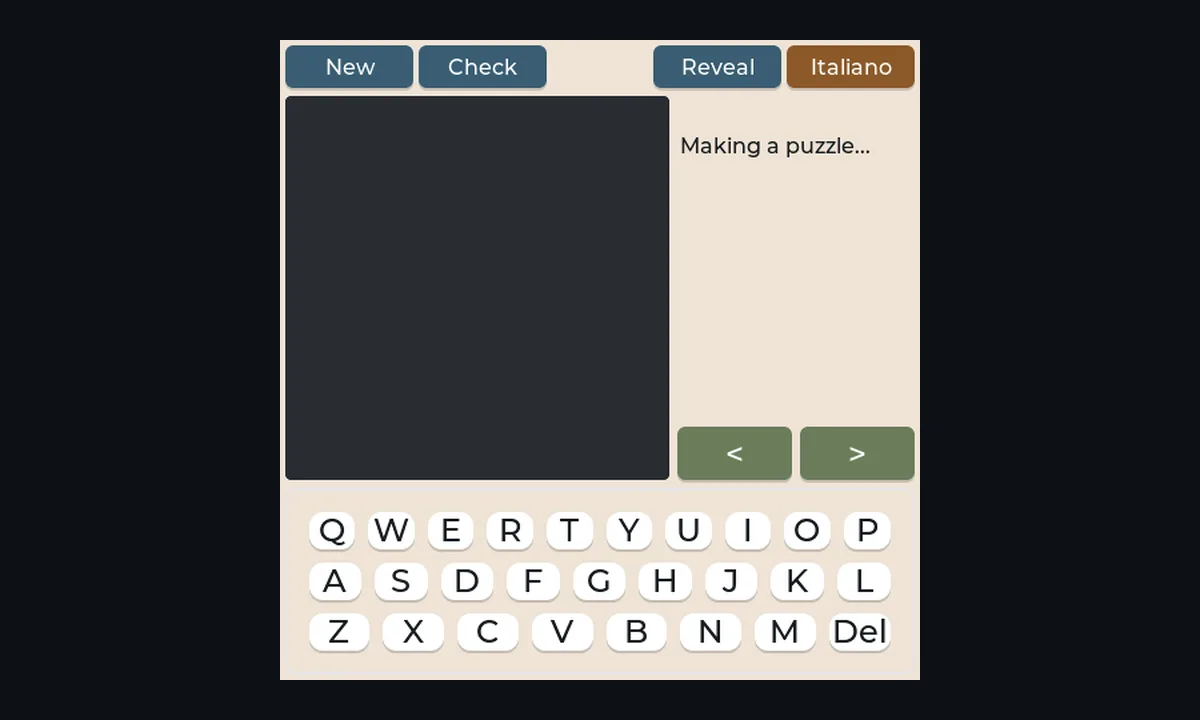 New Check Reveal Italiano
Making a puzzle...
< >
Q W E R T Y U I O P
A S D F G H J K L
Z X C V B N M Del